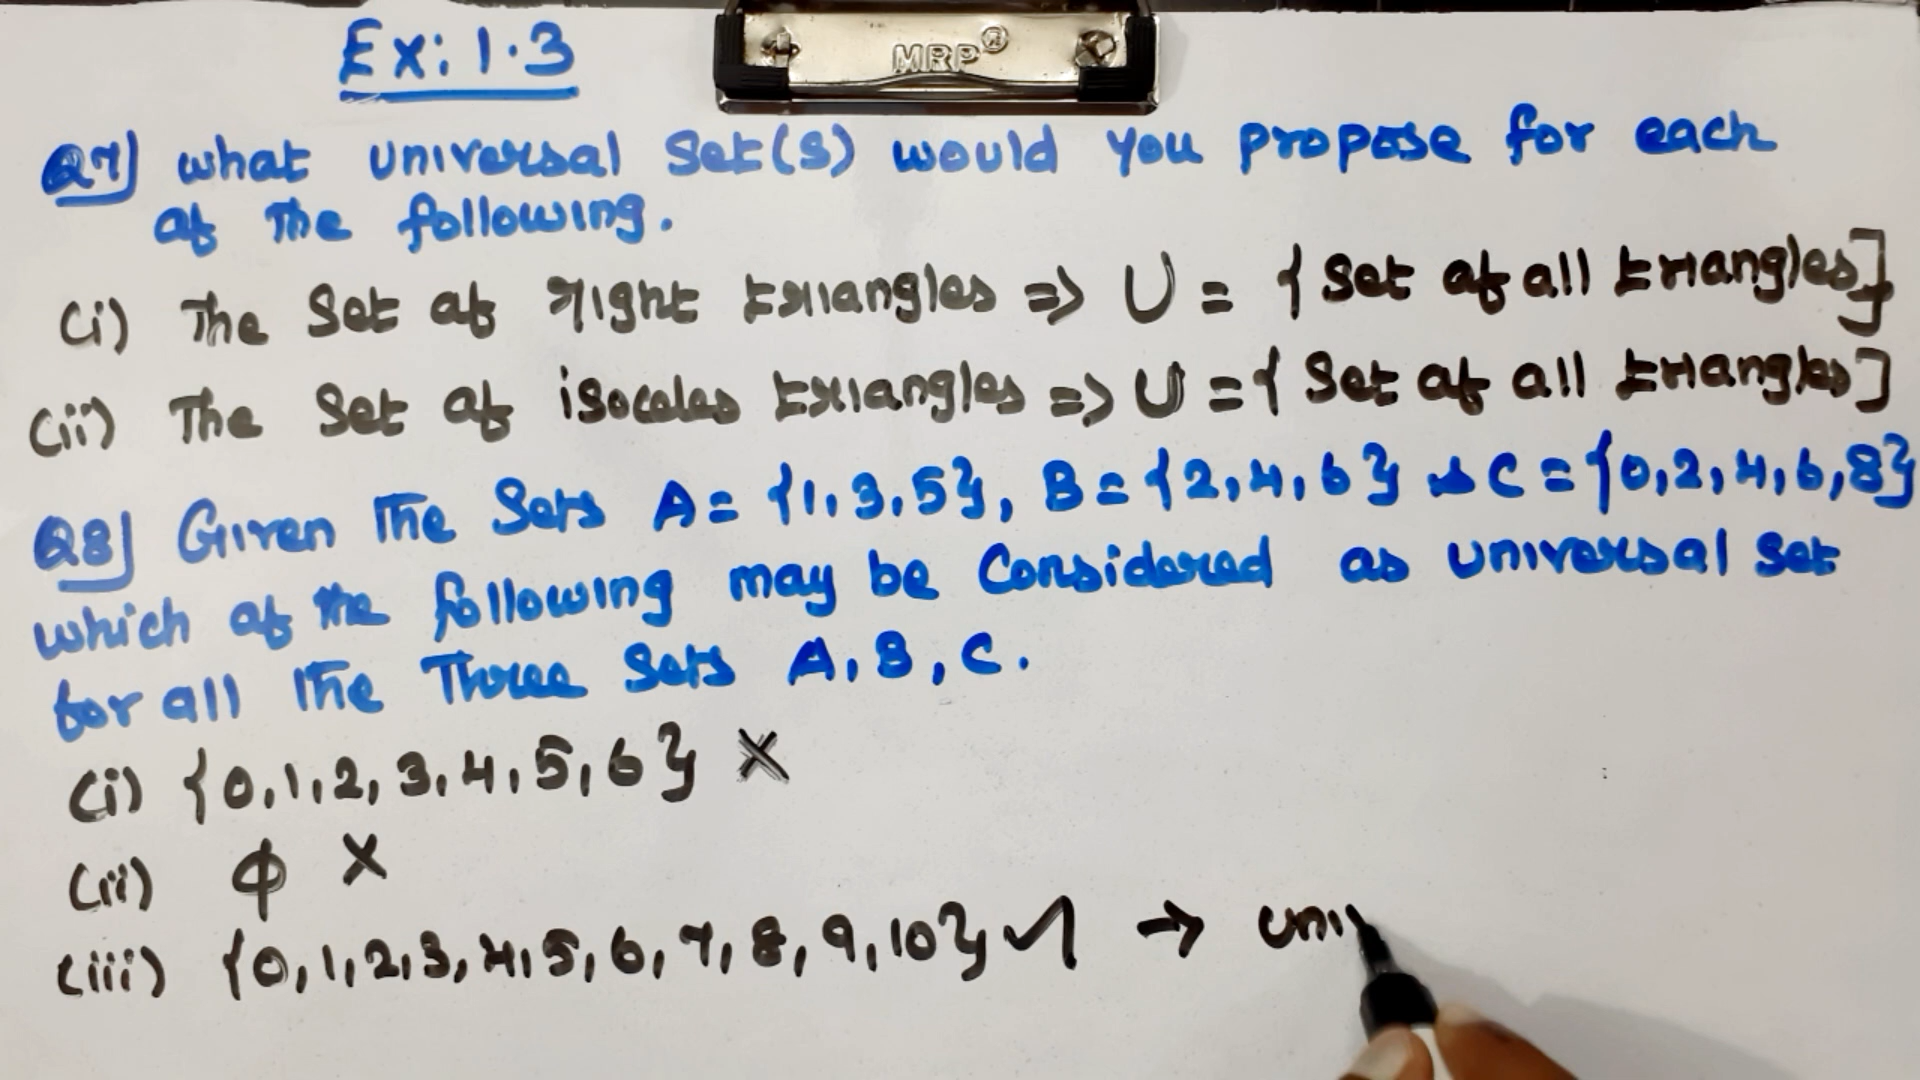 Ex: 1.3
MRP®
Q7] what universal set(s) would you propose for each
of the following.
(i) The set of right triangles => U = { set of all triangles}
(ii) The set of isoceles triangles => U = { set of all triangles}
Q8] Given the sets A = {1, 3, 5}, B = {2, 4, 6} & C = {0, 2, 4, 6, 8}
which of the following may be considered as universal set
for all the three sets A, B, C.
(i) {0, 1, 2, 3, 4, 5, 6} ×
(ii) ϕ ×
(iii) {0, 1, 2, 3, 4, 5, 6, 7, 8, 9, 10} ✓ → univ